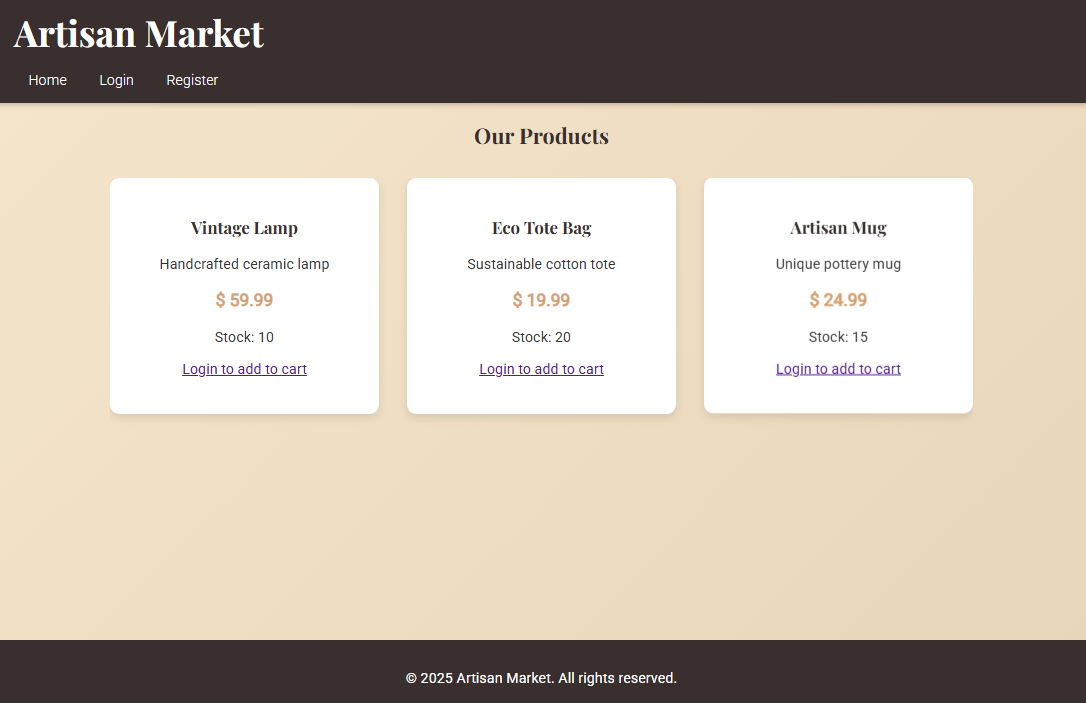 Artisan Market
Home Login Register
Our Products
Vintage Lamp
Handcrafted ceramic lamp
$ 59.99
Stock: 10
Login to add to cart
Eco Tote Bag
Sustainable cotton tote
$ 19.99
Stock: 20
Login to add to cart
Artisan Mug
Unique pottery mug
$ 24.99
Stock: 15
Login to add to cart
© 2025 Artisan Market. All rights reserved.